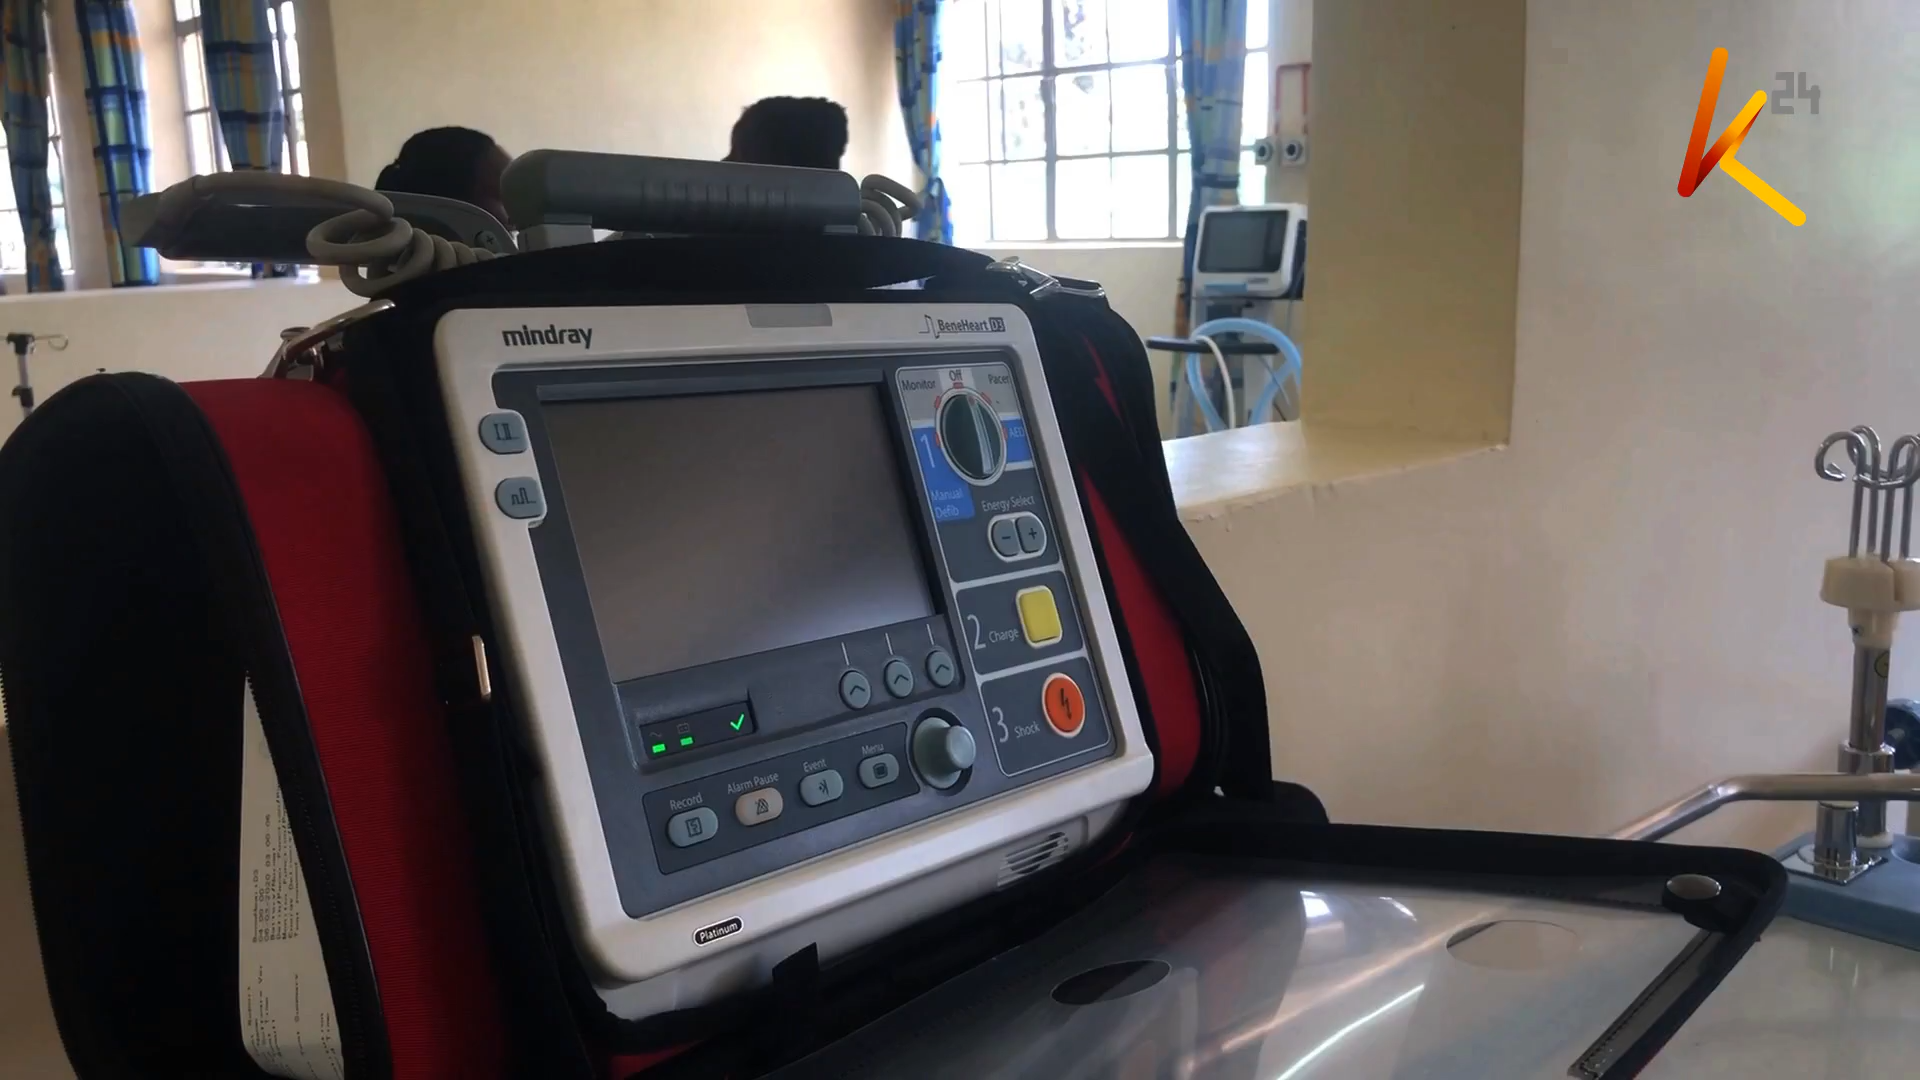 K24
mindray
BeneHeart D3
Monitor
Off
Pacer
AED
1
Manual
Defib
Energy Select
- +
2 Charge
3 Shock
Record
Alarm Pause
Event
Menu
Platinum